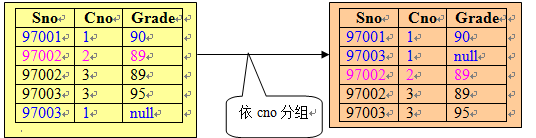 Sno Cno Grade
97001 1 90
97002 2 89
97002 3 89
97003 3 95
97003 1 null
依 cno 分组
Sno Cno Grade
97001 1 90
97003 1 null
97002 2 89
97002 3 89
97003 3 95